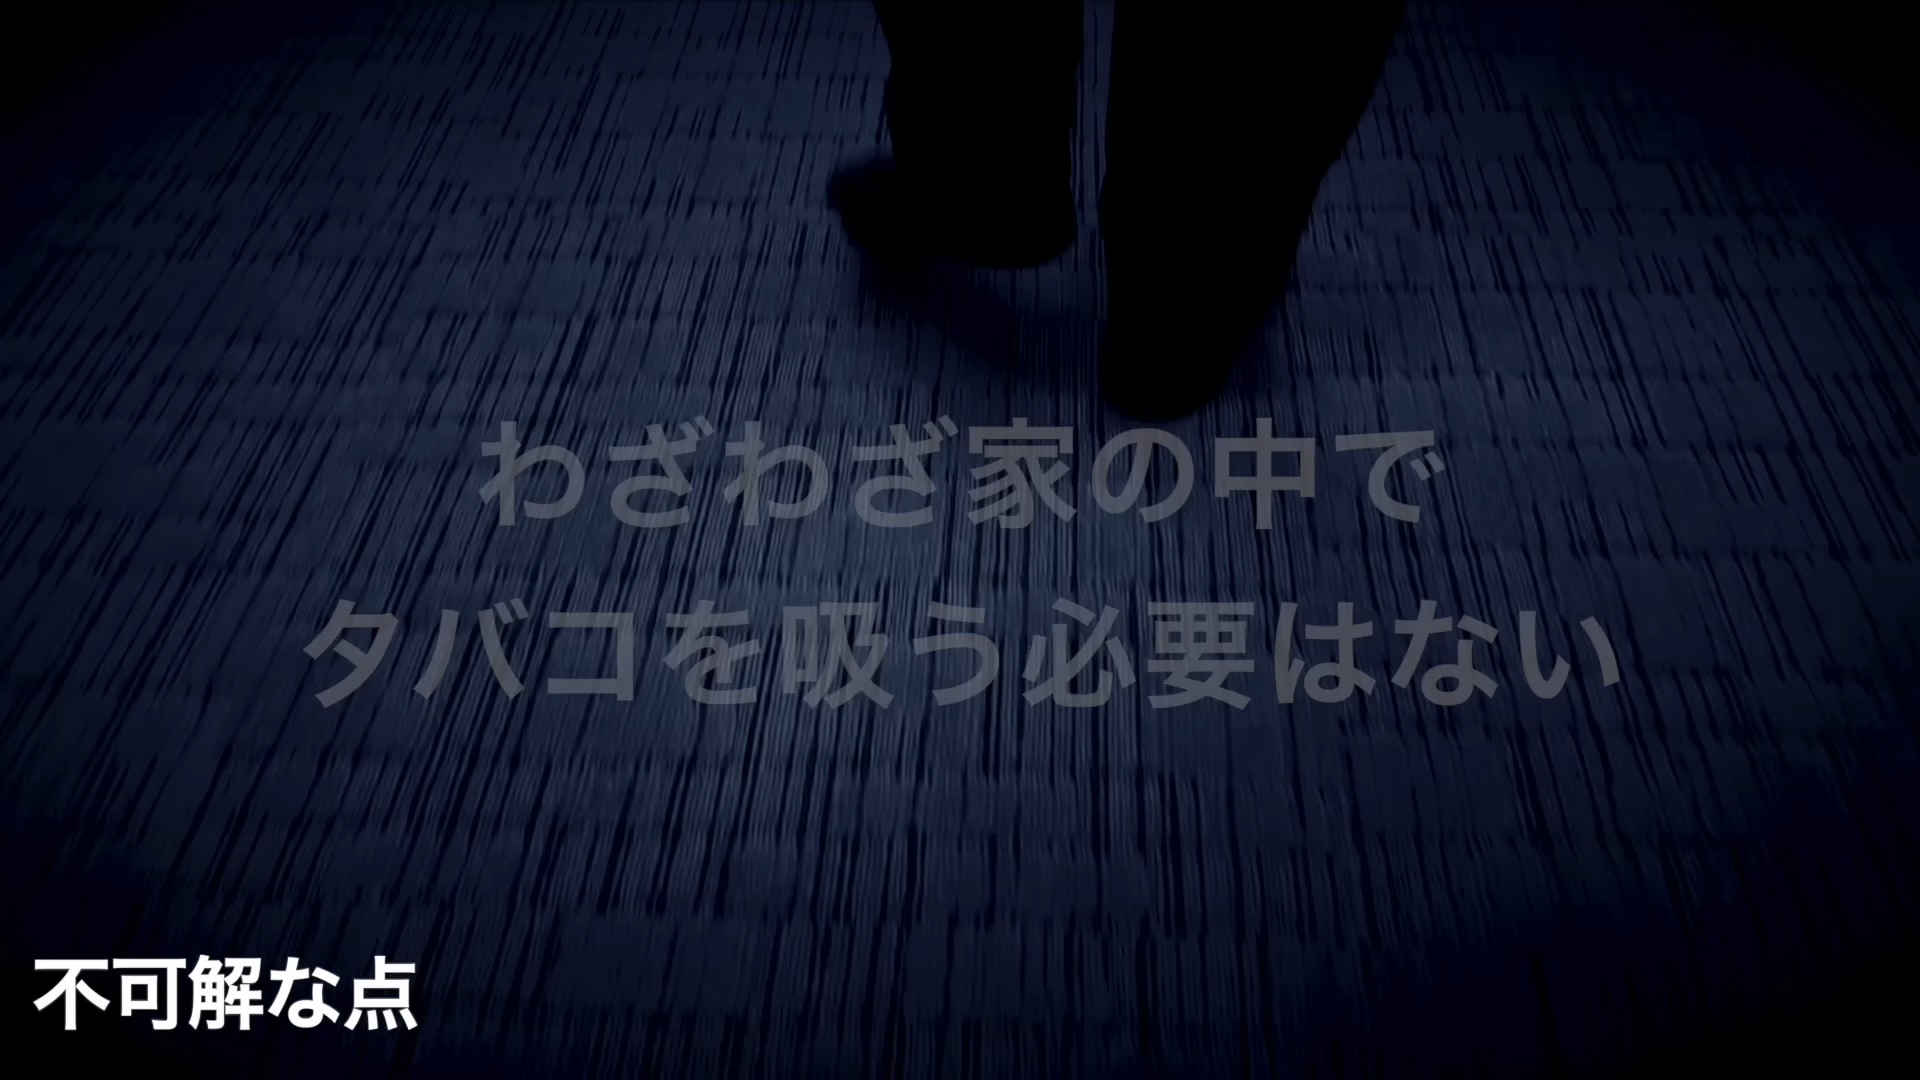 わざわざ家の中で
タバコを吸う必要はない
不可解な点